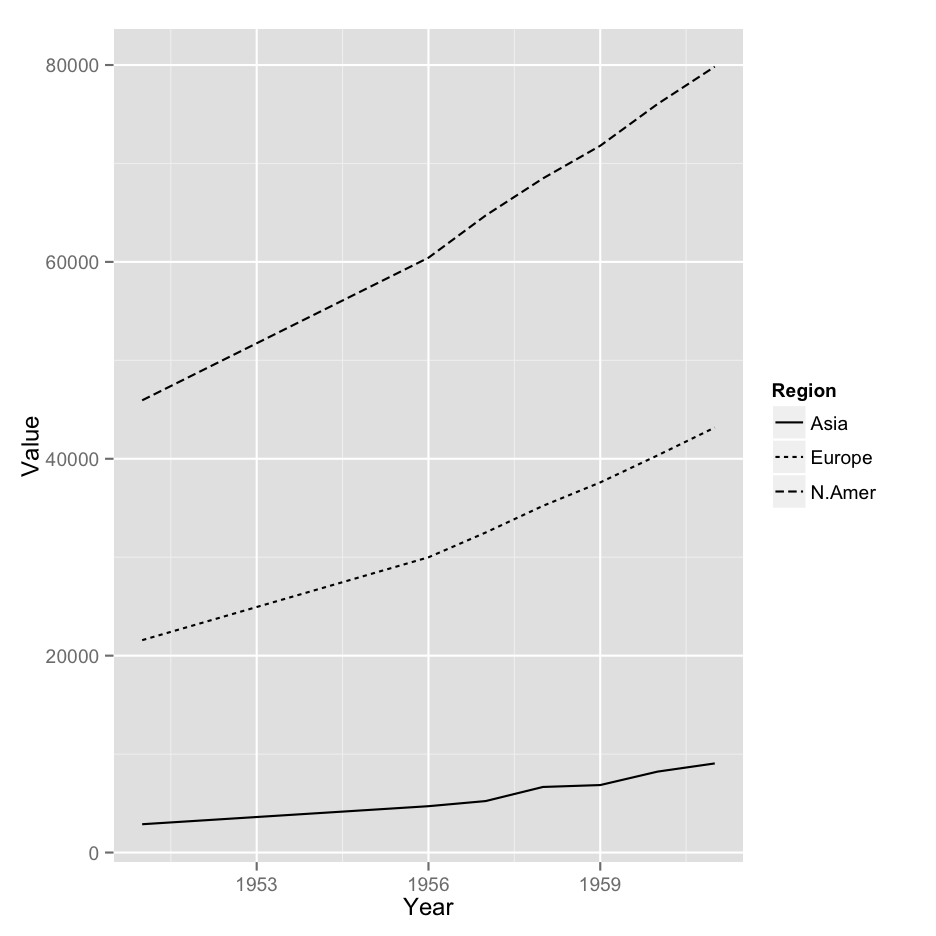 80000
60000
40000
20000
0
Value
1953
1956
1959
Year
Region
Asia
Europe
N.Amer